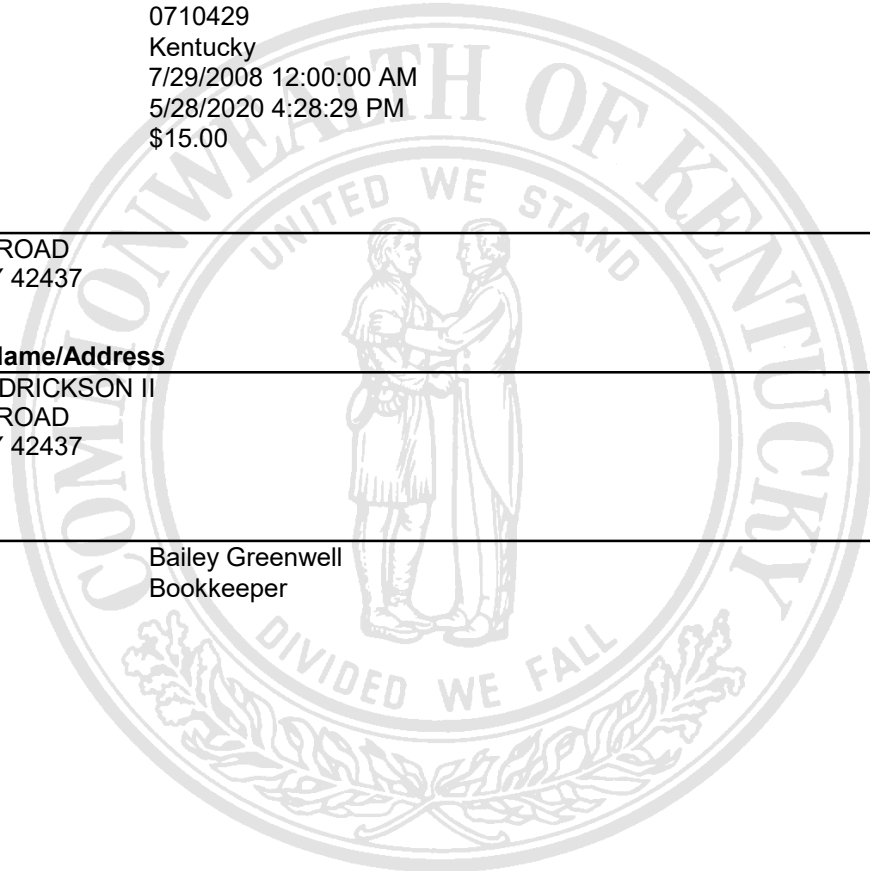 0710429
Kentucky
7/29/2008 12:00:00 AM
5/28/2020 4:28:29 PM
$15.00
ROAD
42437
Name/Address
DRICKSON II
ROAD
42437
Bailey Greenwell
Bookkeeper
COMMONWEALTH OF KENTUCKY
UNITED WE STAND
DIVIDED WE FALL